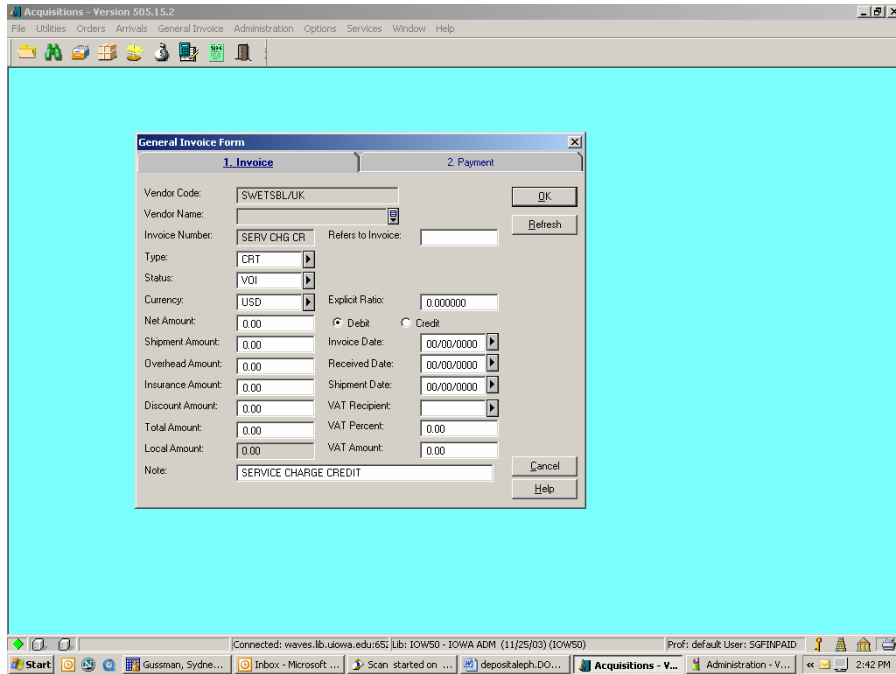 Acquisitions - Version 505.15.2
File Utilities Orders Arrivals General Invoice Administration Options Services Window Help
General Invoice Form
1. Invoice 2. Payment
Vendor Code: SWETSBL/UK OK
Vendor Name: Refresh
Invoice Number: SERV CHG CR Refers to Invoice:
Type: CRT
Status: VOI
Currency: USD Explicit Ratio: 0.000000
Net Amount: 0.00 Debit Credit
Shipment Amount: 0.00 Invoice Date: 00/00/0000
Overhead Amount: 0.00 Received Date: 00/00/0000
Insurance Amount: 0.00 Shipment Date: 00/00/0000
Discount Amount: 0.00 VAT Recipient:
Total Amount: 0.00 VAT Percent: 0.00
Local Amount: 0.00 VAT Amount: 0.00
Note: SERVICE CHARGE CREDIT Cancel
Help
Connected: waves.lib.uiowa.edu:652 Lib: IOW50 - IOWA ADM (11/25/03) (IOW50) Prof: default User: SGFINPAID
Start Gussman, Sydne... Inbox - Microsoft ... Scan started on ... depositaleph.DO... Acquisitions - V... Administration - V... 2:42 PM